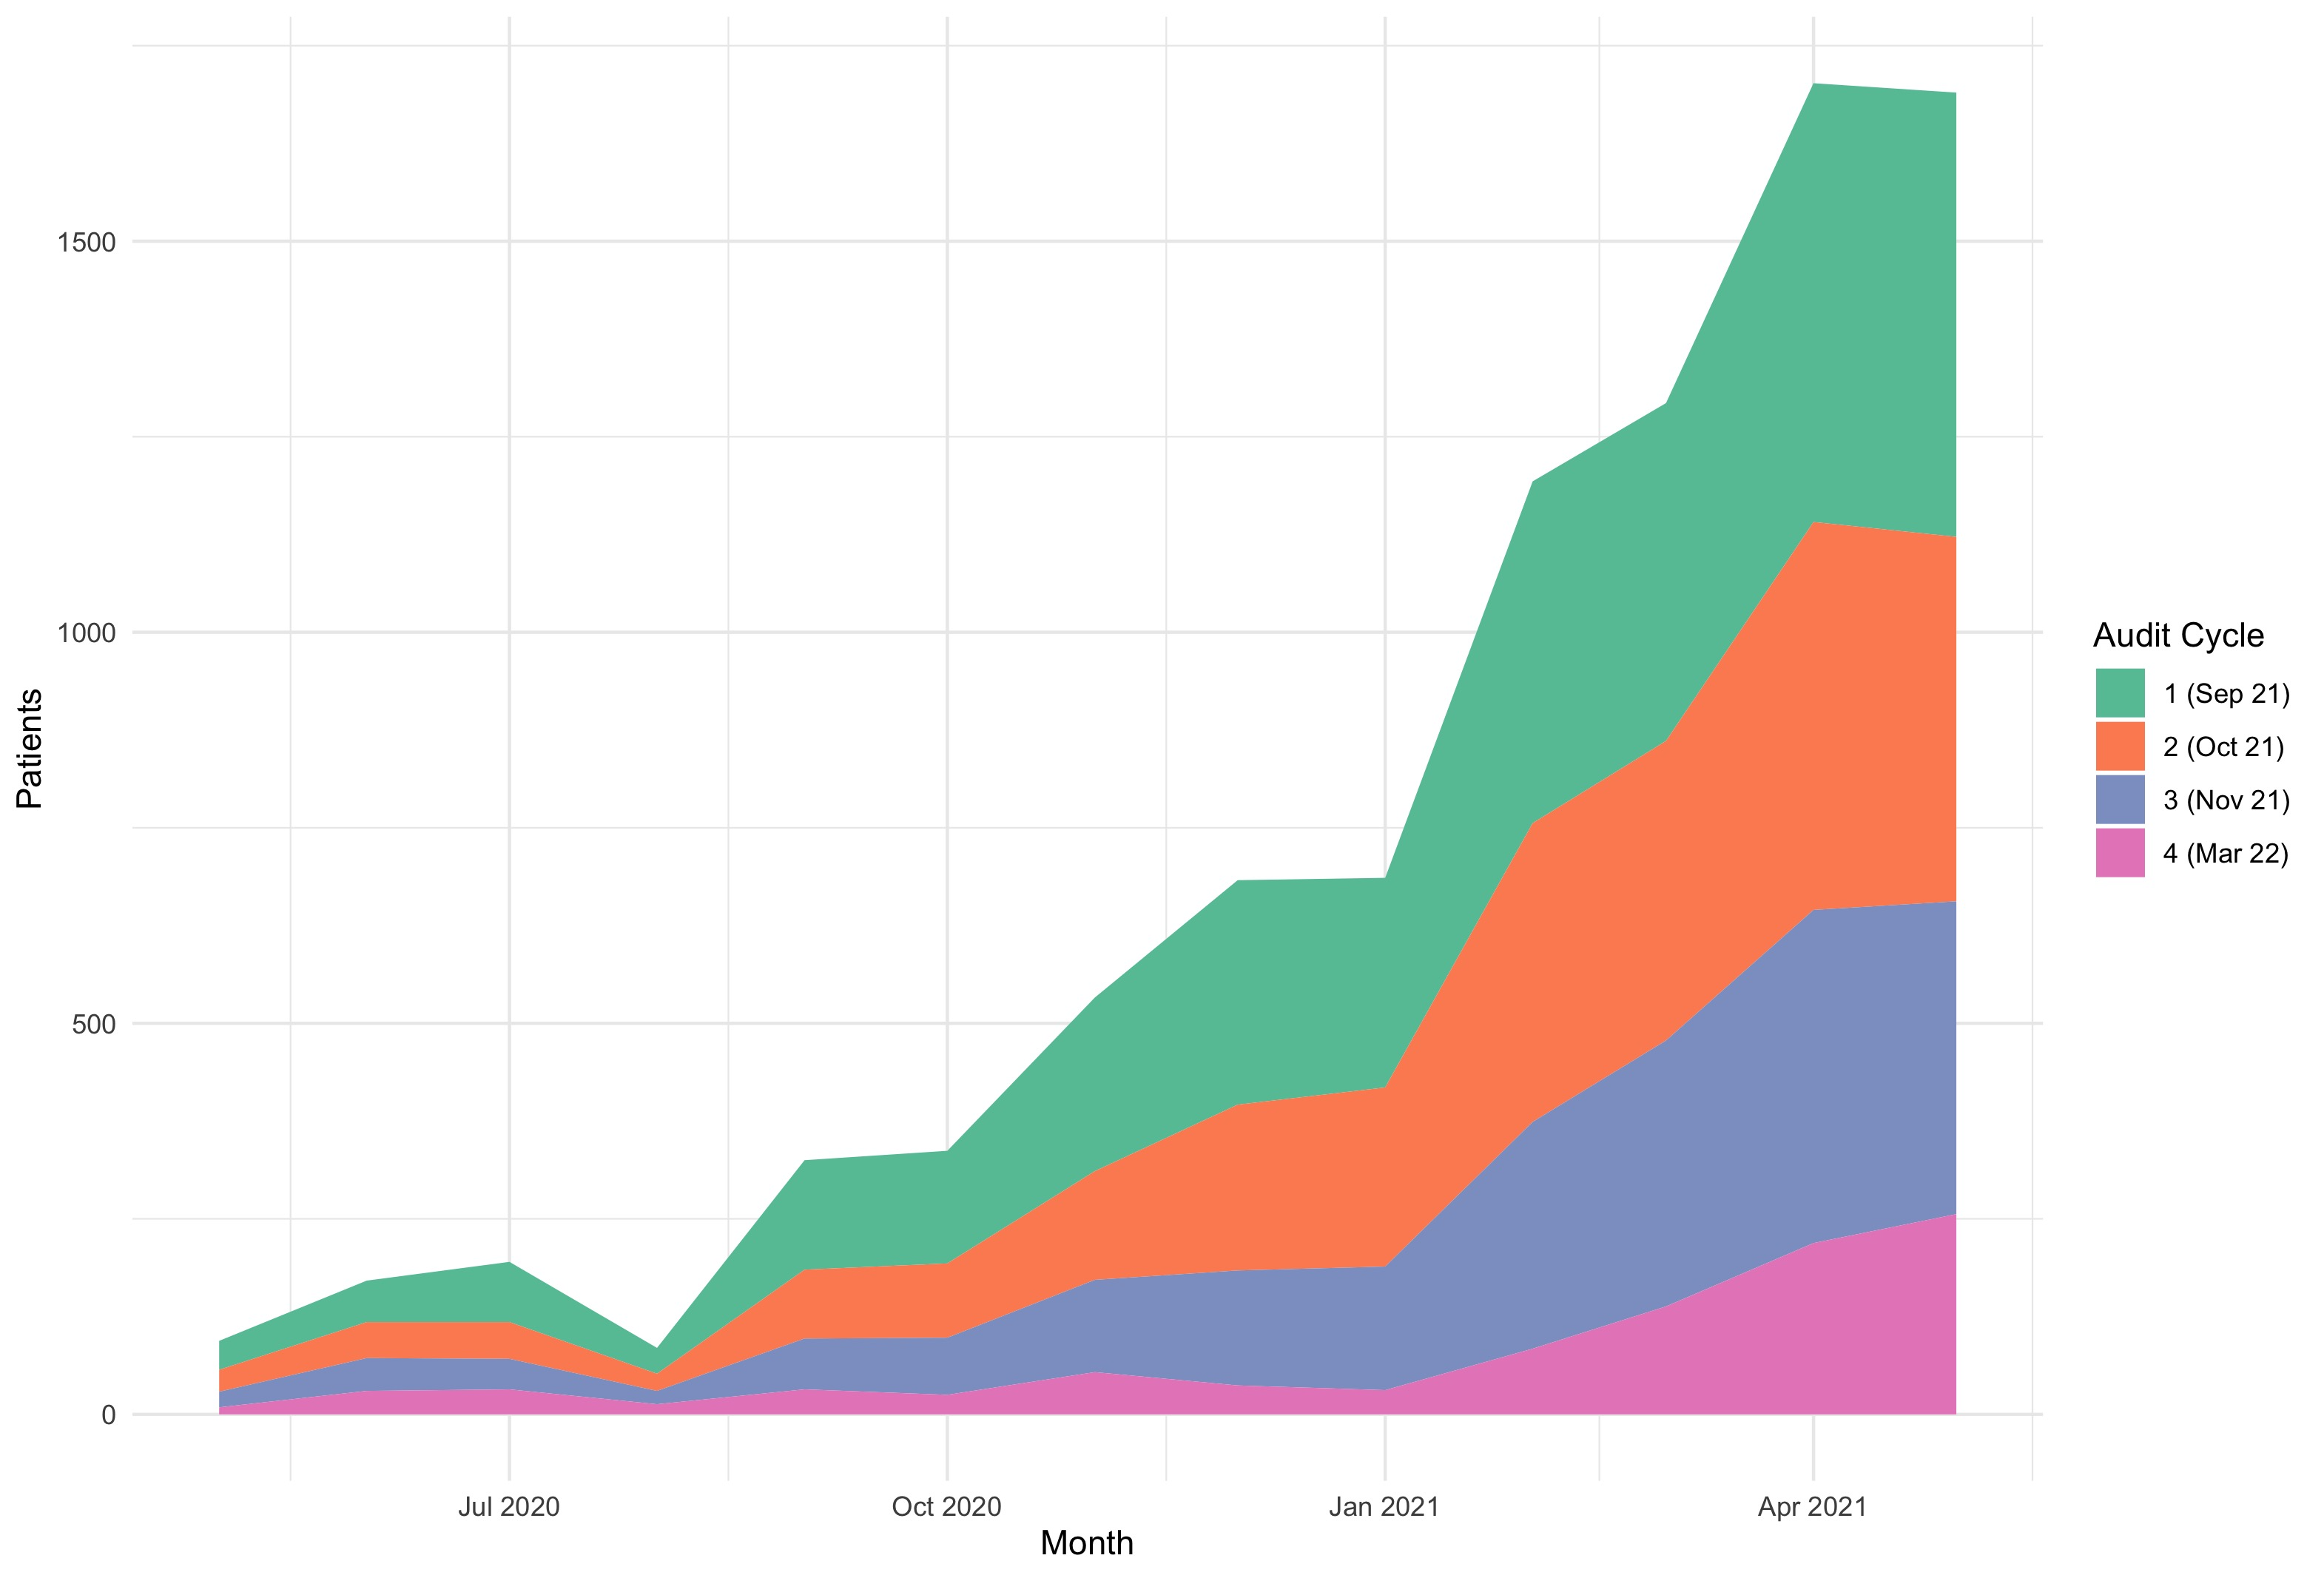 1500
1000
500
0
Patients
Jul 2020
Oct 2020
Jan 2021
Apr 2021
Month
Audit Cycle
1 (Sep 21)
2 (Oct 21)
3 (Nov 21)
4 (Mar 22)